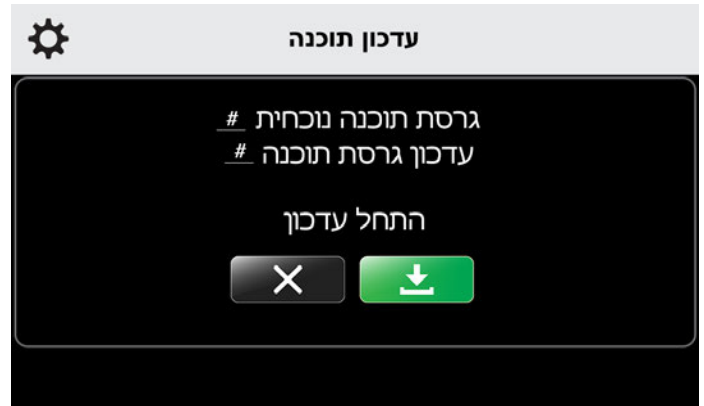 עדכון תוכנה
גרסת תוכנה נוכחית _#_
עדכון גרסת תוכנה _#_
התחל עדכון